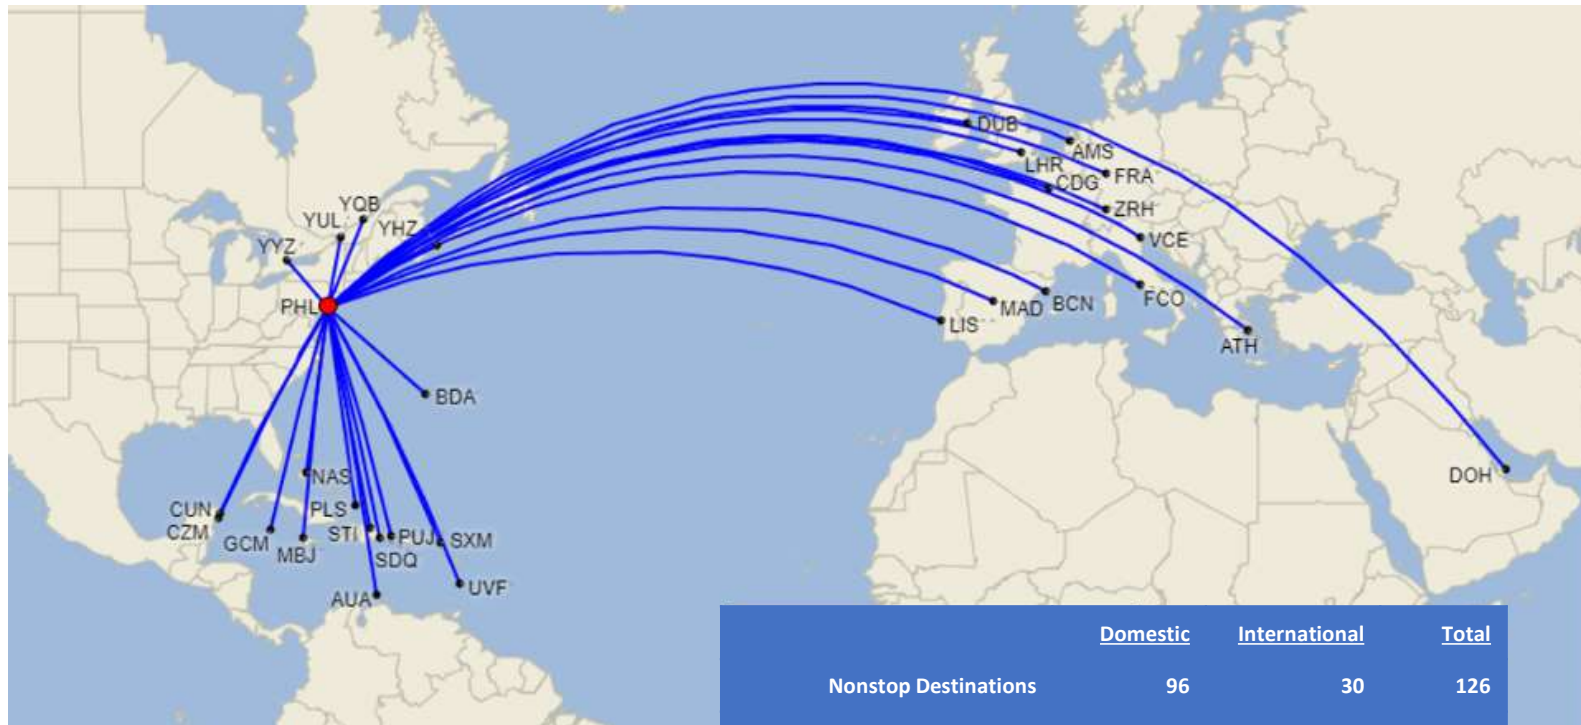 DUB
AMS
LHR
FRA
CDG
YQB
ZRH
YUL
YHZ
VCE
YYZ
FCO
BCN
PHL
MAD
LIS
ATH
BDA
DOH
NAS
CUN
PLS
CZM
STI
PUJ
SXM
GCM
MBJ
SDQ
UVF
AUA
Domestic International Total
Nonstop Destinations 96 30 126